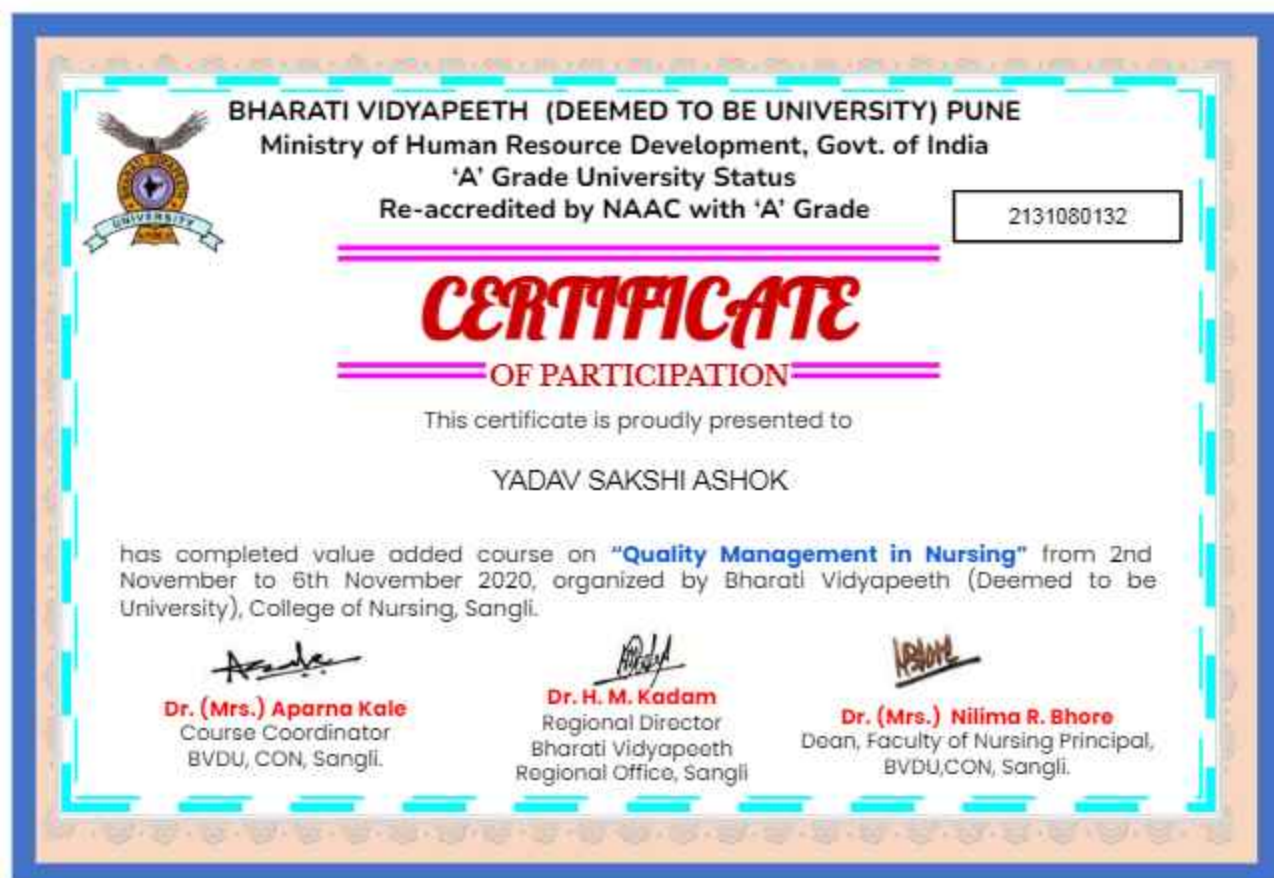 BHARATI VIDYAPEETH (DEEMED TO BE UNIVERSITY) PUNE
Ministry of Human Resource Development, Govt. of India
‘A’ Grade University Status
Re-accredited by NAAC with ‘A’ Grade
2131080132
BHARATI VIDYAPEETH
UNIVERSITY
CERTIFICATE
OF PARTICIPATION
This certificate is proudly presented to
YADAV SAKSHI ASHOK
has completed value added course on “Quality Management in Nursing” from 2nd
November to 6th November 2020, organized by Bharati Vidyapeeth (Deemed to be
University), College of Nursing, Sangli.
Dr. (Mrs.) Aparna Kale
Course Coordinator
BVDU, CON, Sangli.
Dr. H. M. Kadam
Regional Director
Bharati Vidyapeeth
Regional Office, Sangli
Dr. (Mrs.) Nilima R. Bhore
Dean, Faculty of Nursing Principal,
BVDU,CON, Sangli.